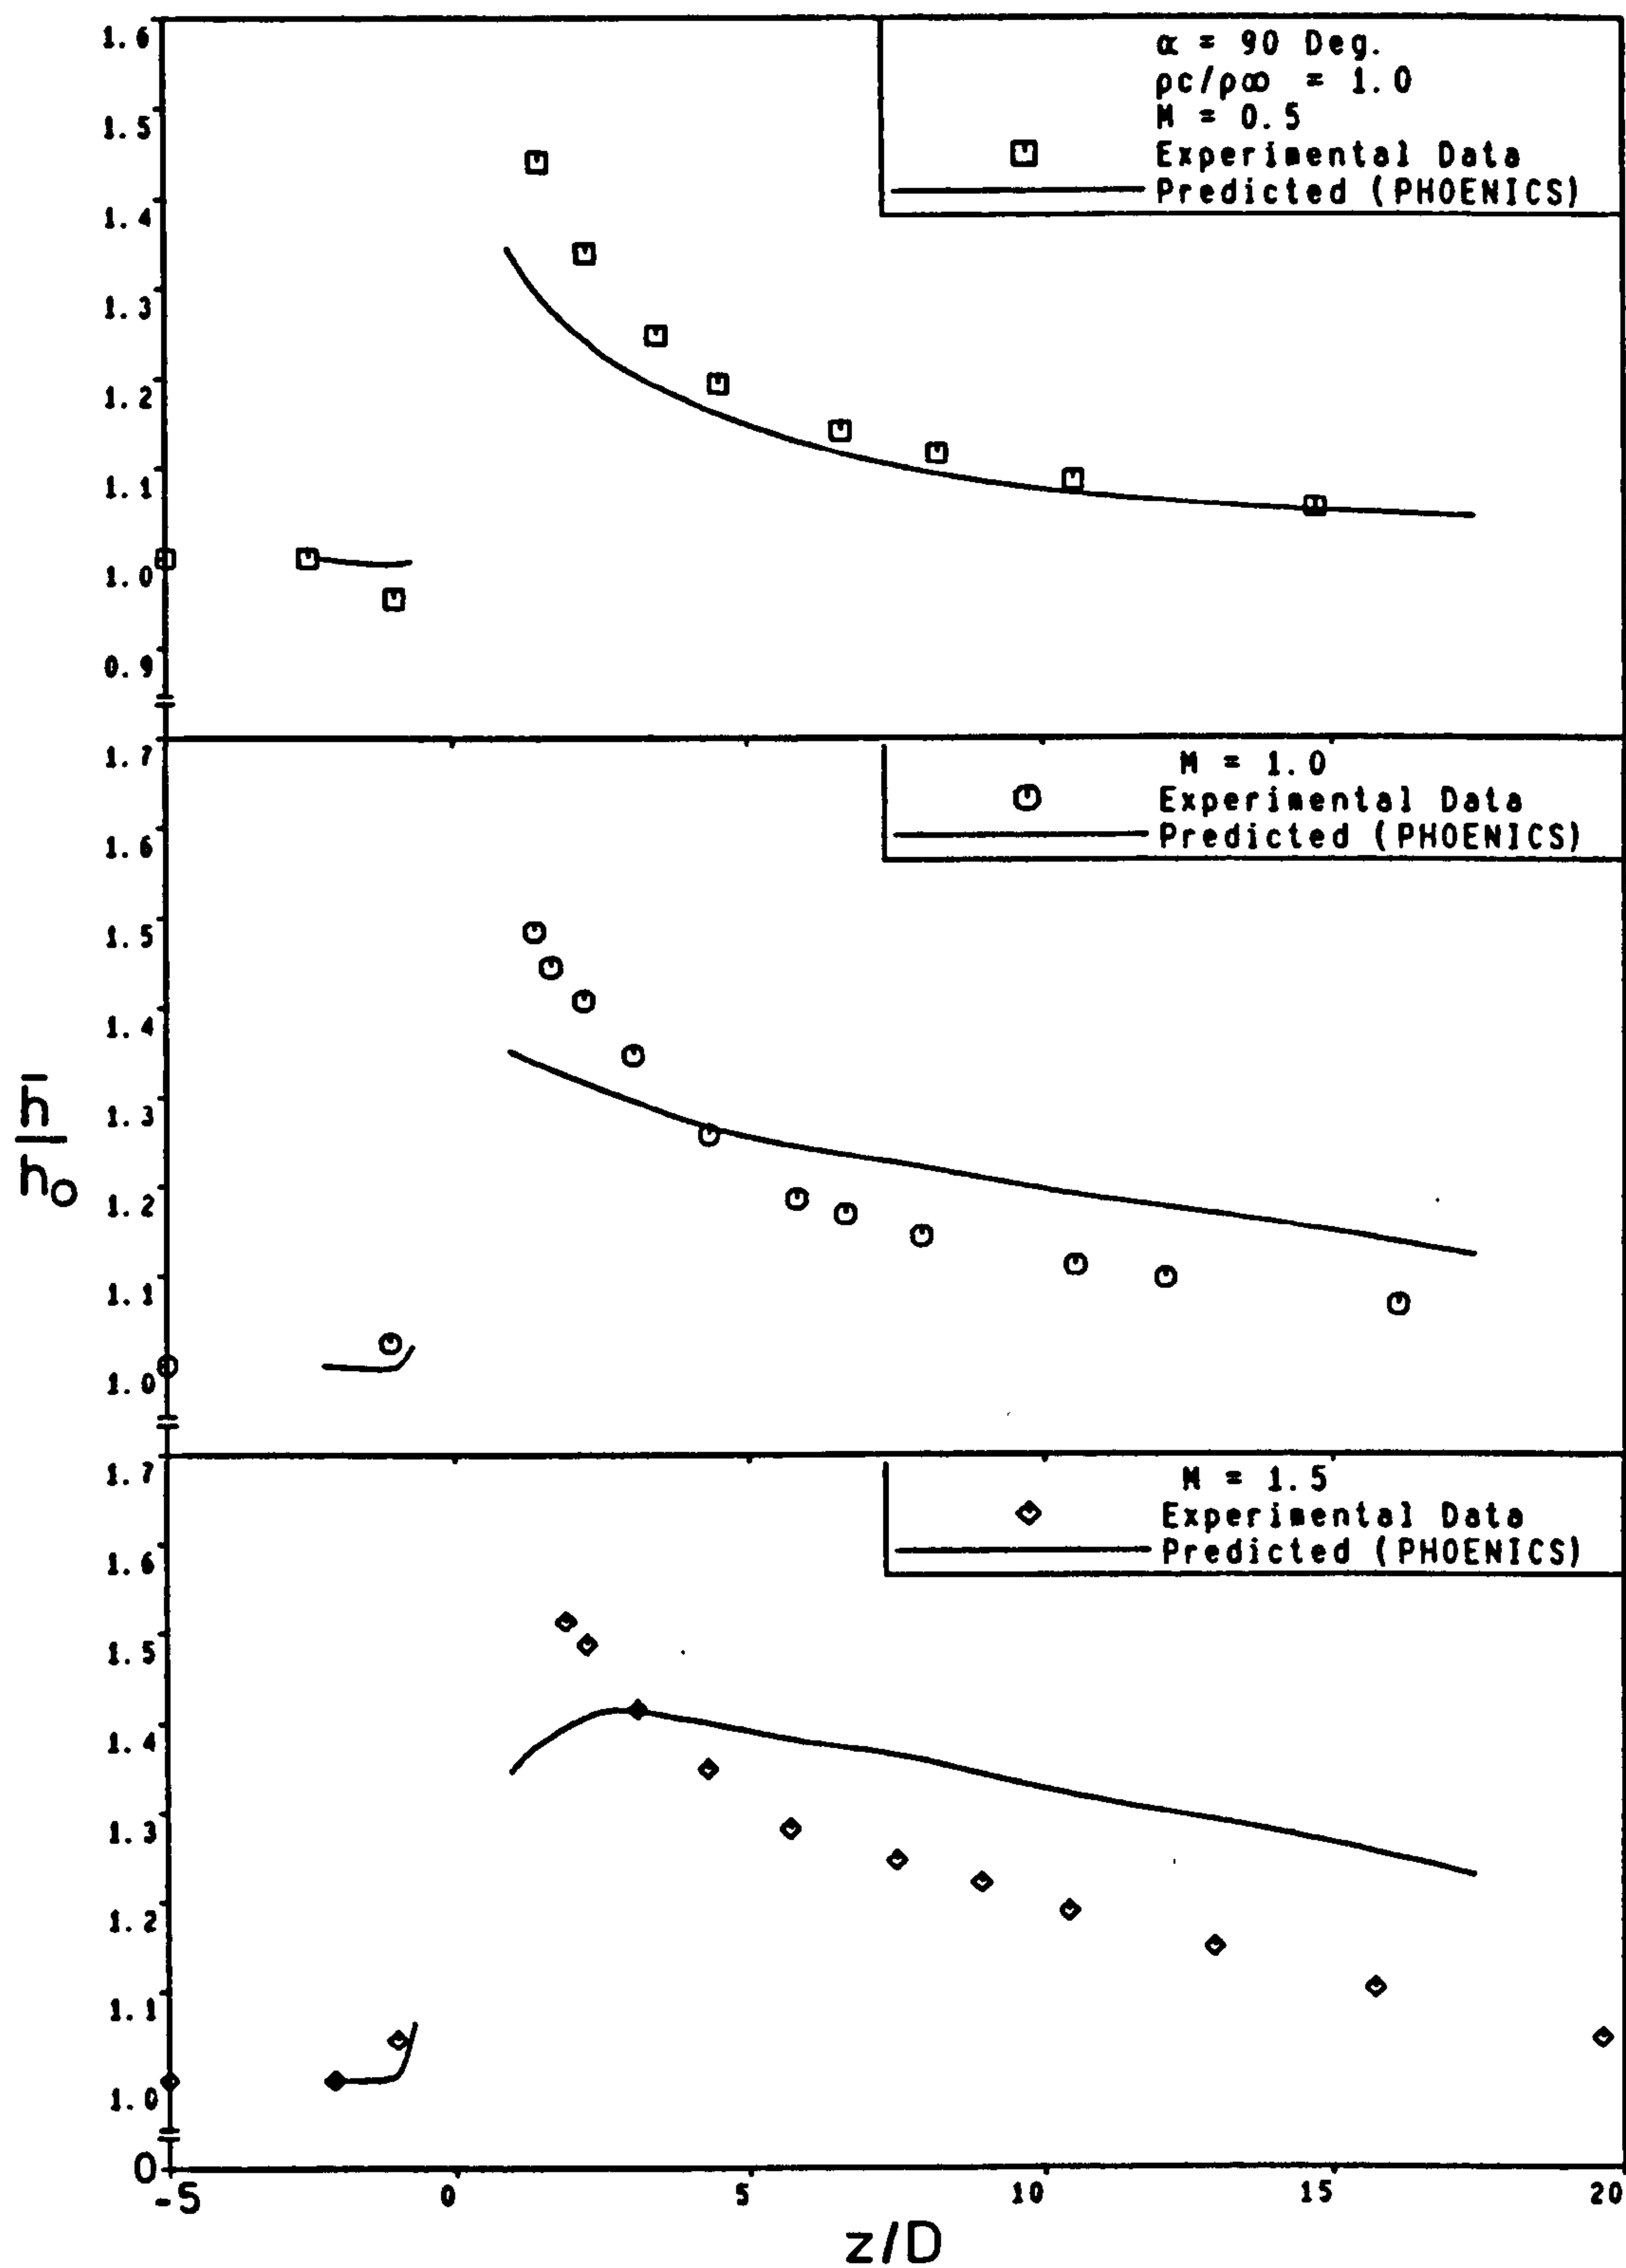 1.6
1.5
1.4
1.3
1.2
1.1
1.0
0.9
α = 90 Deg.
ρc/ρ∞ = 1.0
M = 0.5
Experimental Data
Predicted (PHOENICS)
1.7
1.6
1.5
1.4
1.3
1.2
1.1
1.0
M = 1.0
Experimental Data
Predicted (PHOENICS)
h̄
h₀
1.7
1.6
1.5
1.4
1.3
1.2
1.1
1.0
0
M = 1.5
Experimental Data
Predicted (PHOENICS)
-5 0 5 10 15 20
z/D